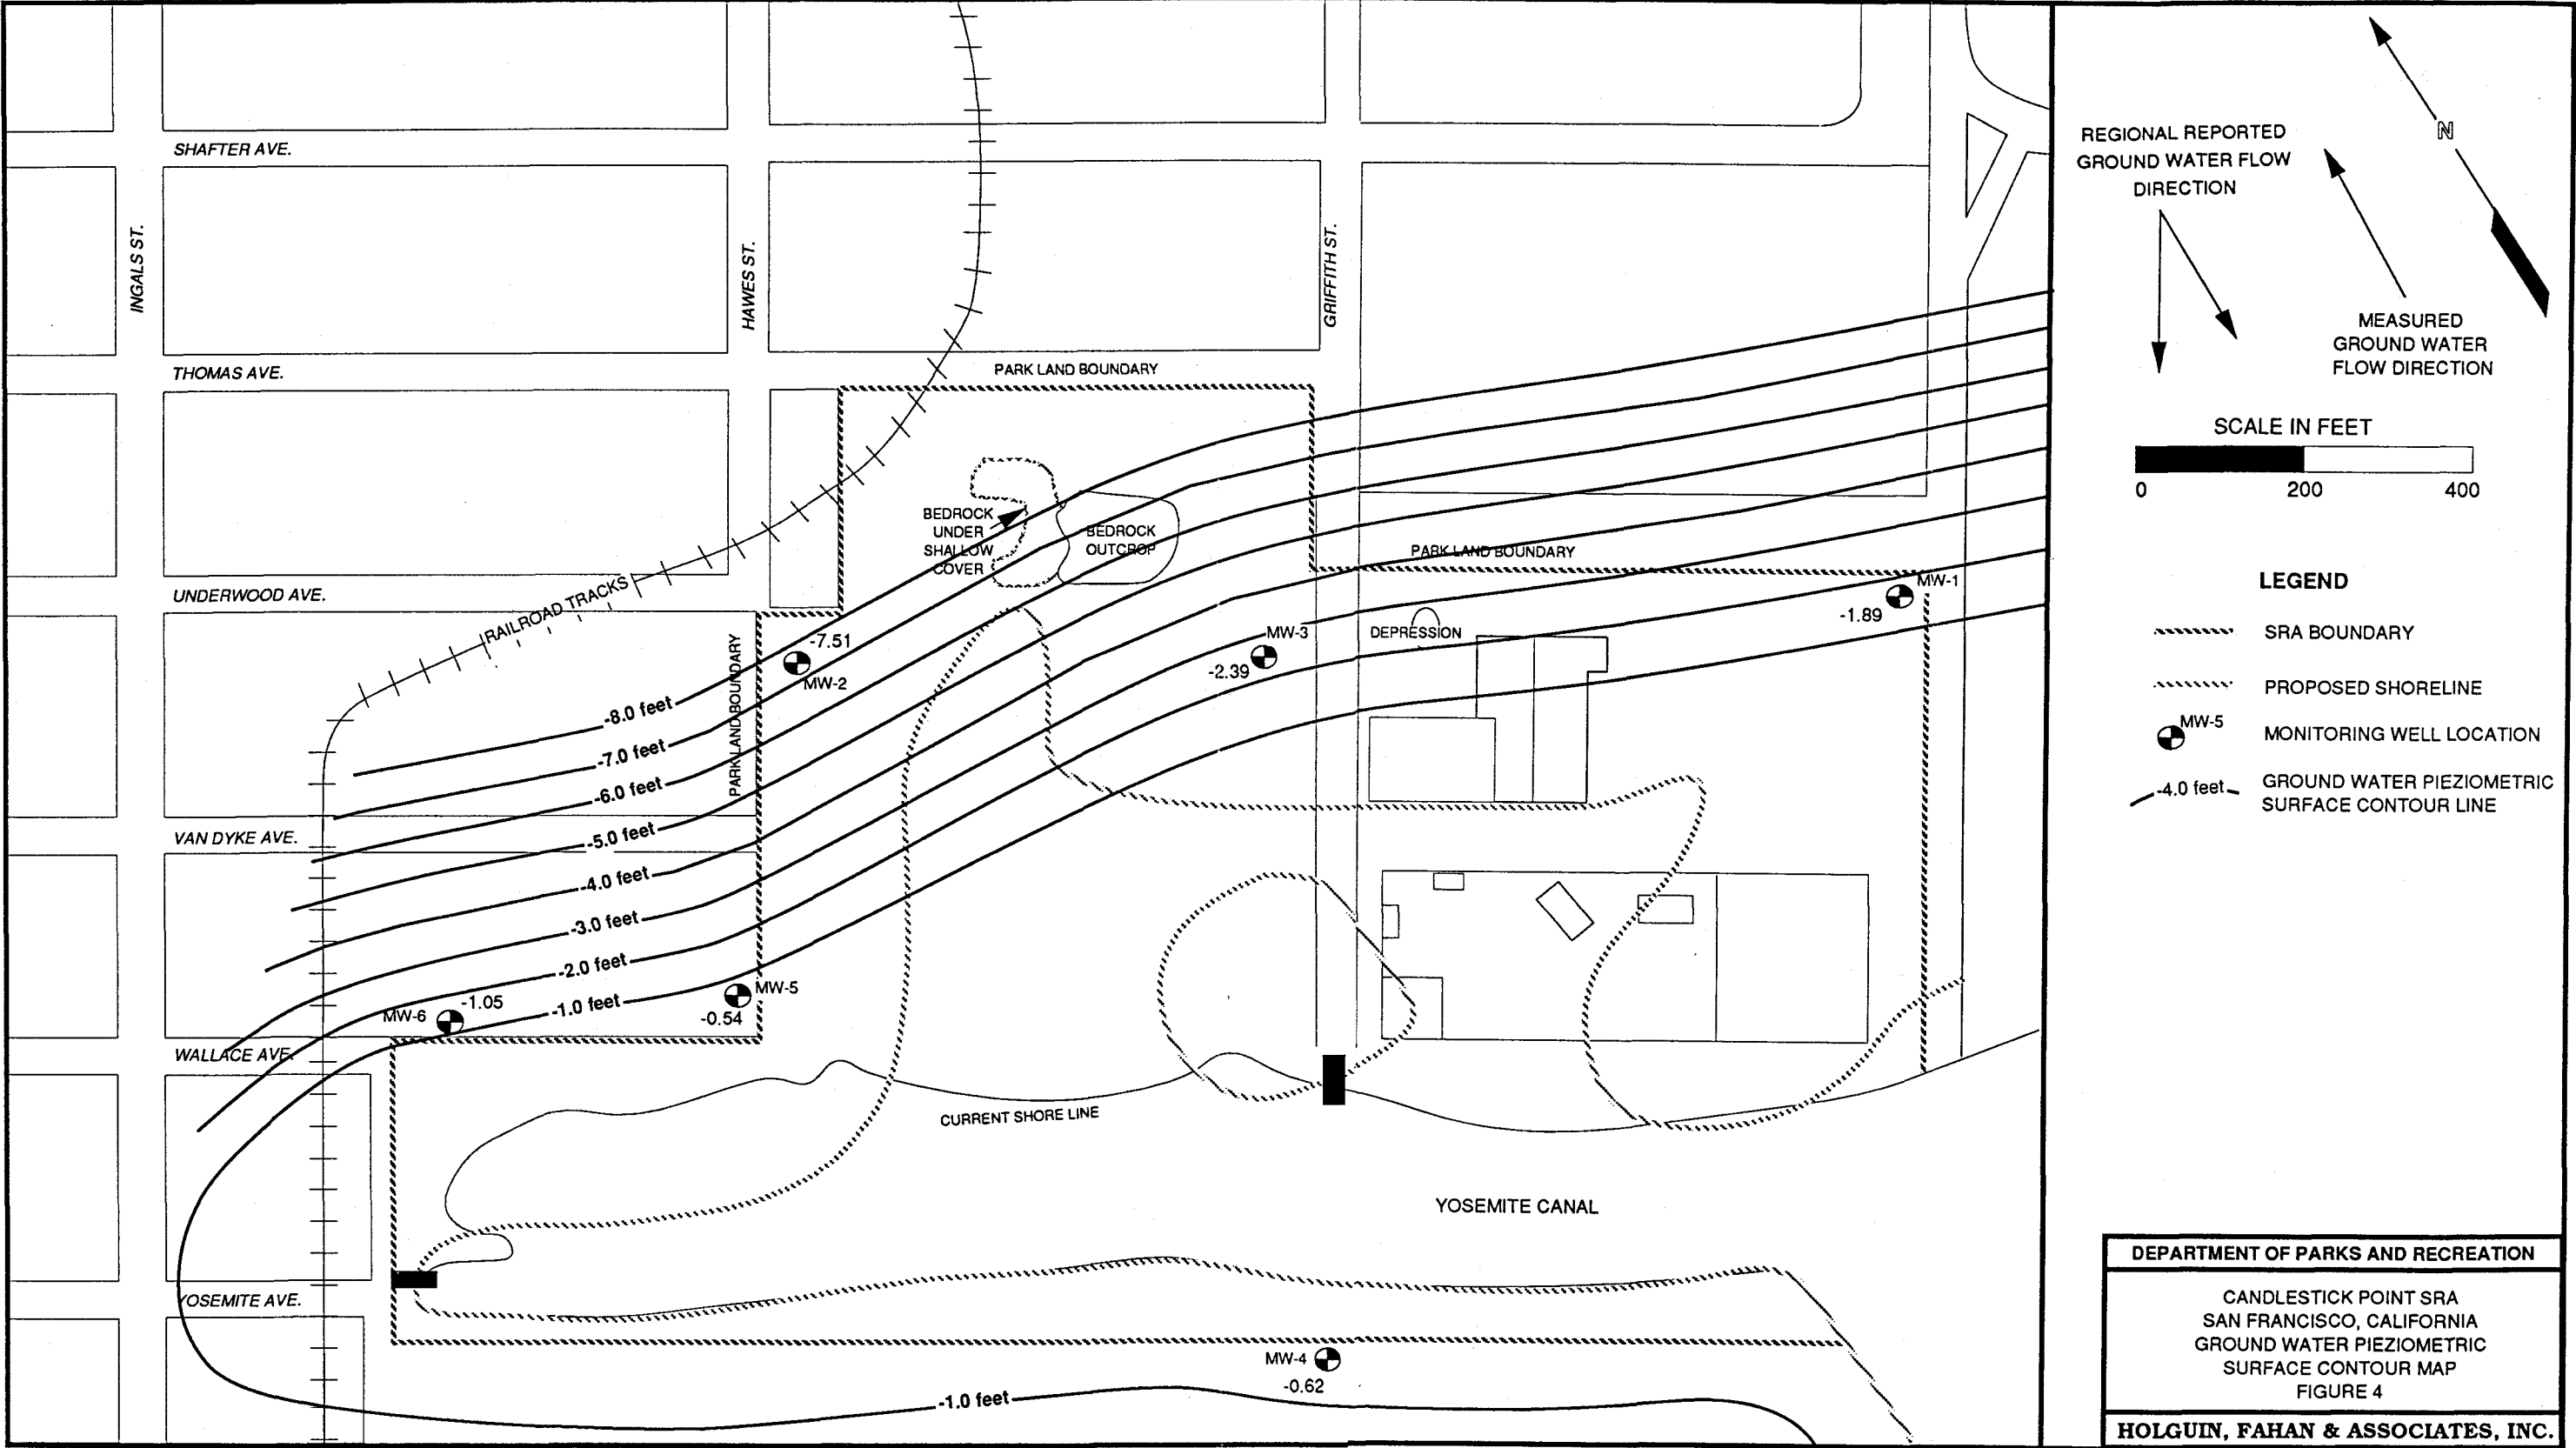 SHAFTER AVE.
INGALS ST.
HAWES ST.
GRIFFITH ST.
THOMAS AVE.
PARK LAND BOUNDARY
BEDROCK
UNDER
SHALLOW
COVER
BEDROCK
OUTCROP
PARK LAND BOUNDARY
UNDERWOOD AVE.
RAILROAD TRACKS
PARK LAND BOUNDARY
-7.51
MW-2
MW-3
-2.39
DEPRESSION
MW-1
-1.89
-8.0 feet
-7.0 feet
-6.0 feet
-5.0 feet
-4.0 feet
-3.0 feet
-2.0 feet
-1.0 feet
VAN DYKE AVE.
MW-5
-0.54
MW-6
-1.05
WALLACE AVE.
CURRENT SHORE LINE
YOSEMITE CANAL
YOSEMITE AVE.
MW-4
-0.62
-1.0 feet
N
REGIONAL REPORTED
GROUND WATER FLOW
DIRECTION
MEASURED
GROUND WATER
FLOW DIRECTION
SCALE IN FEET
0 200 400
LEGEND
SRA BOUNDARY
PROPOSED SHORELINE
MW-5
MONITORING WELL LOCATION
-4.0 feet
GROUND WATER PIEZIOMETRIC
SURFACE CONTOUR LINE
DEPARTMENT OF PARKS AND RECREATION
CANDLESTICK POINT SRA
SAN FRANCISCO, CALIFORNIA
GROUND WATER PIEZIOMETRIC
SURFACE CONTOUR MAP
FIGURE 4
HOLGUIN, FAHAN & ASSOCIATES, INC.